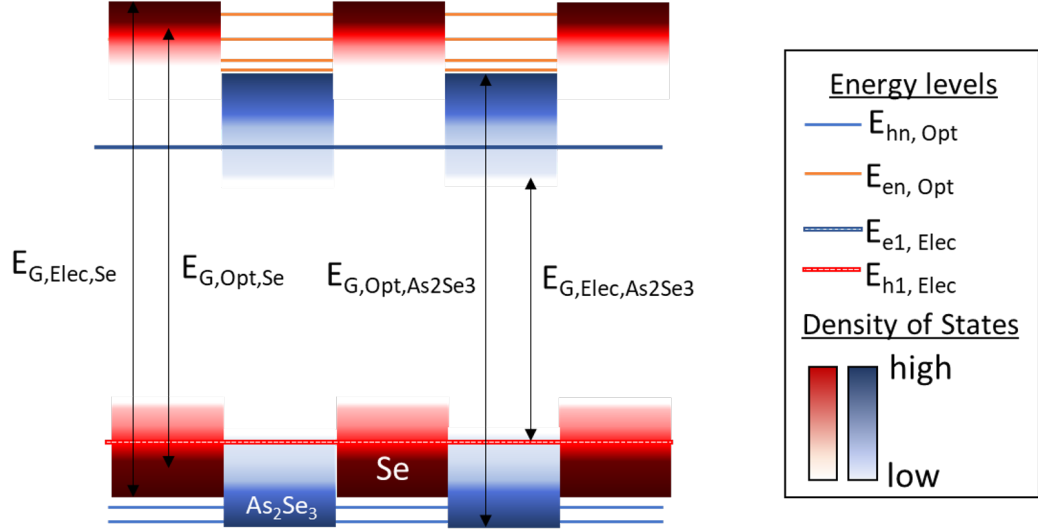 E_G,Elec,Se
E_G,Opt,Se
E_G,Opt,As2Se3
E_G,Elec,As2Se3
Se
As₂Se₃
Energy levels
E_hn, Opt
E_en, Opt
E_e1, Elec
E_h1, Elec
Density of States
high
low